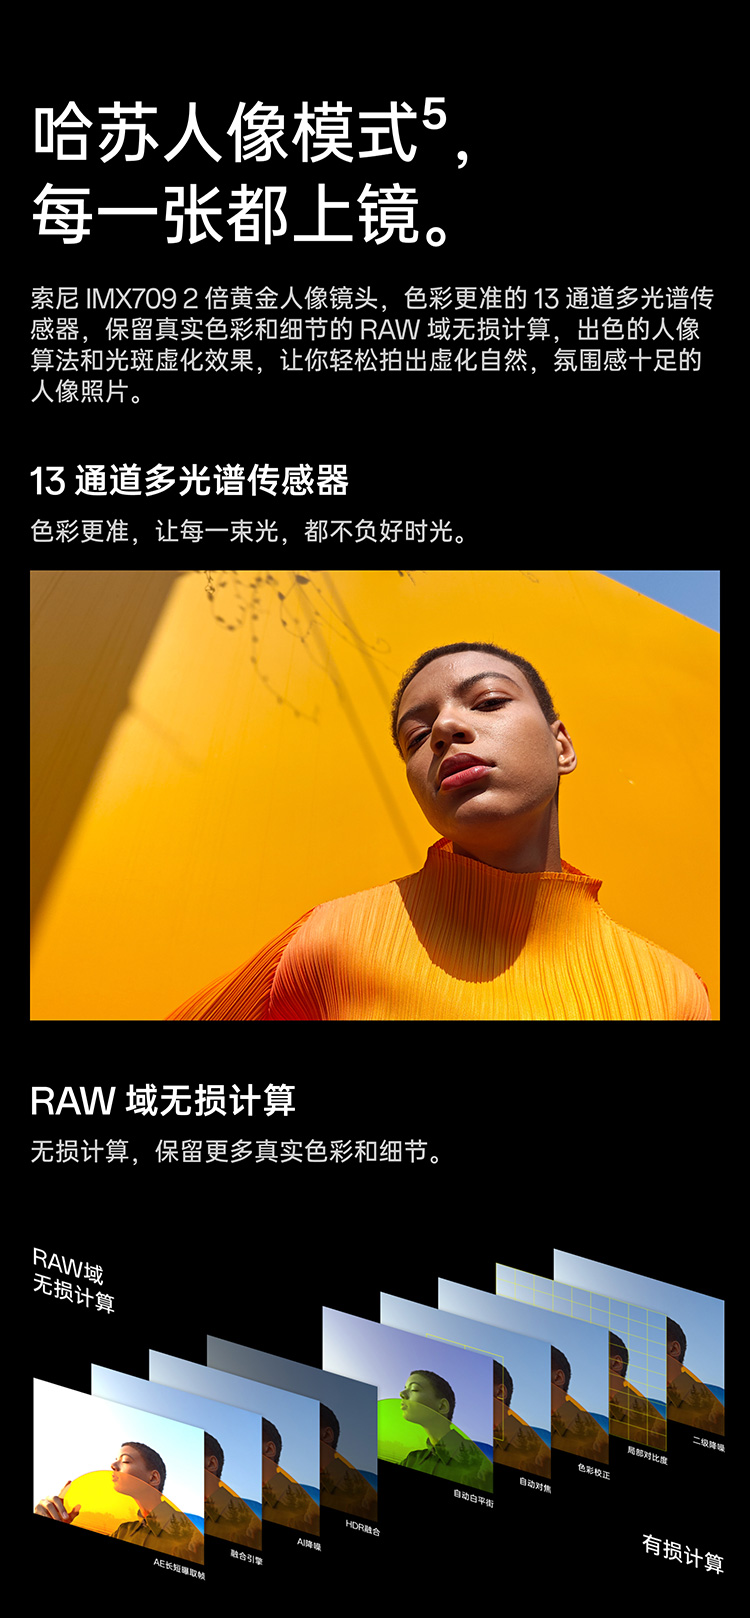 哈苏人像模式5，
每一张都上镜。
索尼 IMX709 2 倍黄金人像镜头，色彩更准的 13 通道多光谱传
感器，保留真实色彩和细节的 RAW 域无损计算，出色的人像
算法和光斑虚化效果，让你轻松拍出虚化自然，氛围感十足的
人像照片。
13 通道多光谱传感器
色彩更准，让每一束光，都不负好时光。
RAW 域无损计算
无损计算，保留更多真实色彩和细节。
RAW域
无损计算
AE长短曝取帧
融合引擎
AI降噪
HDR融合
自动白平衡
自动对焦
色彩校正
局部对比度
二级降噪
有损计算